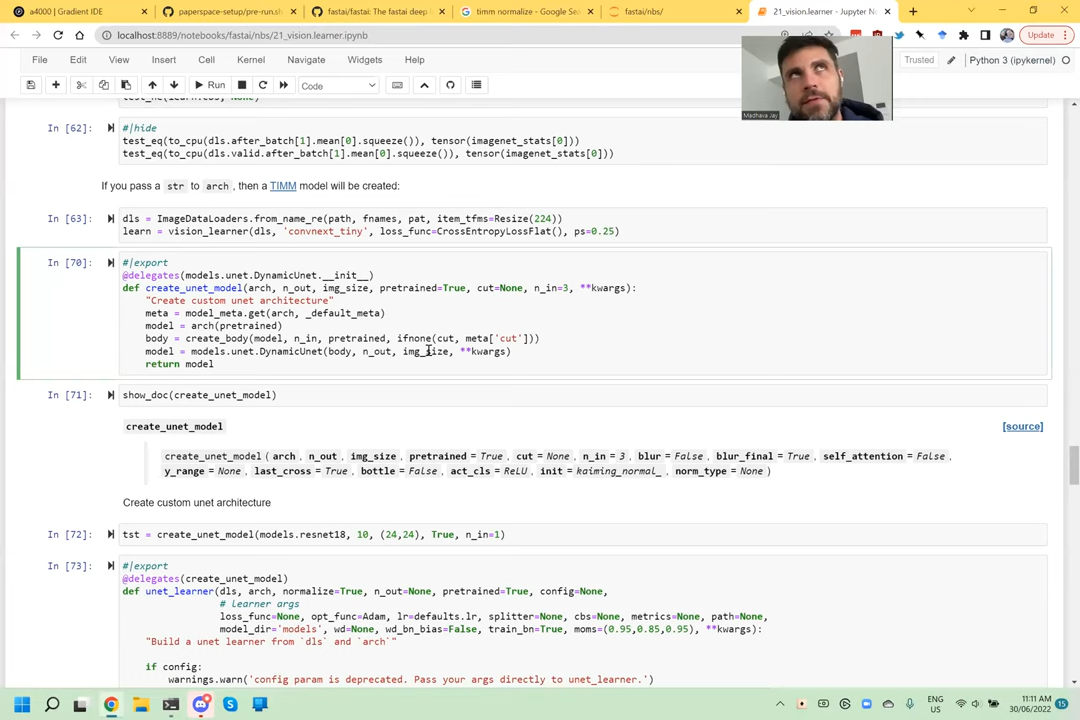 a4000 | Gradient IDE
paperspace-setup/pre-run.sh
fastai/fastai: The fastai deep l
timm normalize - Google Sea
fastai/nbs/
21_vision.learner - Jupyter No
localhost:8889/notebooks/fastai/nbs/21_vision.learner.ipynb
Update
File Edit View Insert Cell Kernel Navigate Widgets Help
Trusted
Python 3 (ipykernel)
Run
Code
Madhava Jay
In [62]:
#|hide
test_eq(to_cpu(dls.after_batch[1].mean[0].squeeze()), tensor(imagenet_stats[0]))
test_eq(to_cpu(dls.valid.after_batch[1].mean[0].squeeze()), tensor(imagenet_stats[0]))
If you pass a str to arch, then a TIMM model will be created:
In [63]:
dls = ImageDataLoaders.from_name_re(path, fnames, pat, item_tfms=Resize(224))
learn = vision_learner(dls, 'convnext_tiny', loss_func=CrossEntropyLossFlat(), ps=0.25)
In [70]:
#|export
@delegates(models.unet.DynamicUnet.__init__)
def create_unet_model(arch, n_out, img_size, pretrained=True, cut=None, n_in=3, **kwargs):
"Create custom unet architecture"
meta = model_meta.get(arch, _default_meta)
model = arch(pretrained)
body = create_body(model, n_in, pretrained, ifnone(cut, meta['cut']))
model = models.unet.DynamicUnet(body, n_out, img_size, **kwargs)
return model
In [71]:
show_doc(create_unet_model)
create_unet_model
[source]
create_unet_model ( arch , n_out , img_size , pretrained = True , cut = None , n_in = 3 , blur = False , blur_final = True , self_attention = False ,
y_range = None , last_cross = True , bottle = False , act_cls = ReLU , init = kaiming_normal_ , norm_type = None )
Create custom unet architecture
In [72]:
tst = create_unet_model(models.resnet18, 10, (24,24), True, n_in=1)
In [73]:
#|export
@delegates(create_unet_model)
def unet_learner(dls, arch, normalize=True, n_out=None, pretrained=True, config=None,
# learner args
loss_func=None, opt_func=Adam, lr=defaults.lr, splitter=None, cbs=None, metrics=None, path=None,
model_dir='models', wd=None, wd_bn_bias=False, train_bn=True, moms=(0.95,0.85,0.95), **kwargs):
"Build a unet learner from `dls` and `arch`"
if config:
warnings.warn('config param is deprecated. Pass your args directly to unet_learner.')
ENG
US
11:11 AM
30/06/2022
15